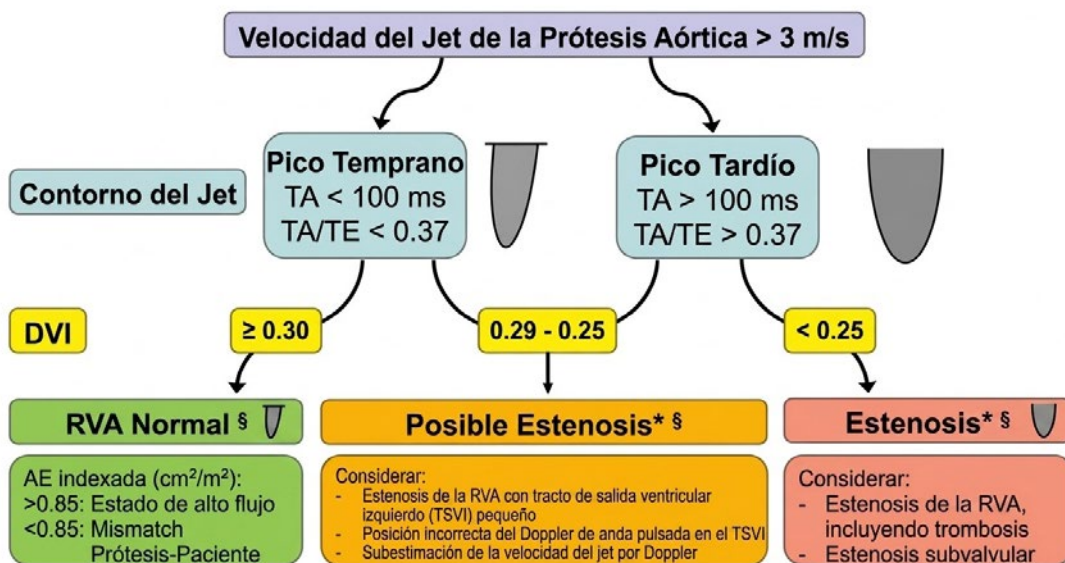 Velocidad del Jet de la Prótesis Aórtica > 3 m/s
Contorno del Jet
Pico Temprano
TA < 100 ms
TA/TE < 0.37
Pico Tardío
TA > 100 ms
TA/TE > 0.37
DVI
≥ 0.30
0.29 - 0.25
< 0.25
RVA Normal §
AE indexada (cm²/m²):
>0.85: Estado de alto flujo
<0.85: Mismatch
Prótesis-Paciente
Posible Estenosis* §
Considerar:
- Estenosis de la RVA con tracto de salida ventricular
izquierdo (TSVI) pequeño
- Posición incorrecta del Doppler de anda pulsada en el TSVI
- Subestimación de la velocidad del jet por Doppler
Estenosis* §
Considerar:
- Estenosis de la RVA,
incluyendo trombosis
- Estenosis subvalvular